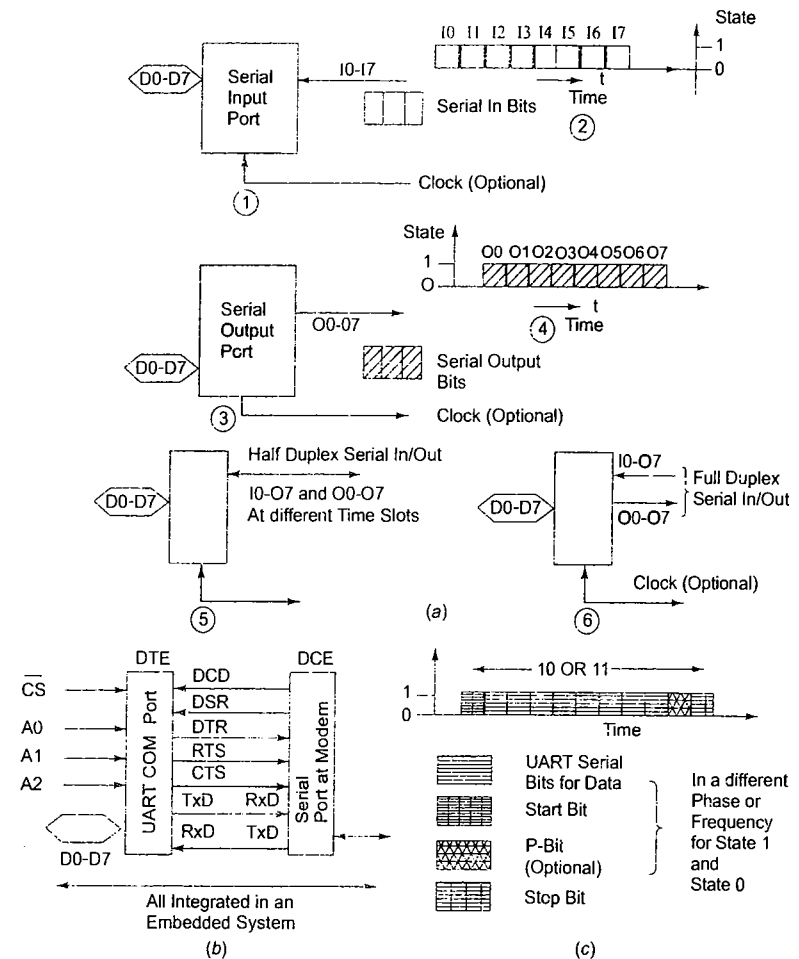 I0 I1 I2 I3 I4 I5 I6 I7
State
1
0
D0-D7
Serial
Input
Port
I0-I7
t
Time
Serial In Bits
2
Clock (Optional)
1
State
O0 O1 O2 O3 O4 O5 O6 O7
1
O
t
Time
4
Serial
Output
Port
O0-07
D0-D7
Serial Output
Bits
3
Clock (Optional)
Half Duplex Serial In/Out
D0-D7
I0-O7 and O0-O7
At different Time Slots
5
I0-O7
D0-D7
O0-O7
Full Duplex
Serial In/Out
Clock (Optional)
6
(a)
DTE
DCE
CS
A0
A1
A2
D0-D7
UART COM Port
DCD
DSR
DTR
RTS
CTS
TxD RxD
RxD TxD
Serial
Port at Modem
All Integrated in an
Embedded System
(b)
10 OR 11
1
0
Time
UART Serial
Bits for Data
Start Bit
P-Bit
(Optional)
Stop Bit
In a different
Phase or
Frequency
for State 1
and
State 0
(c)